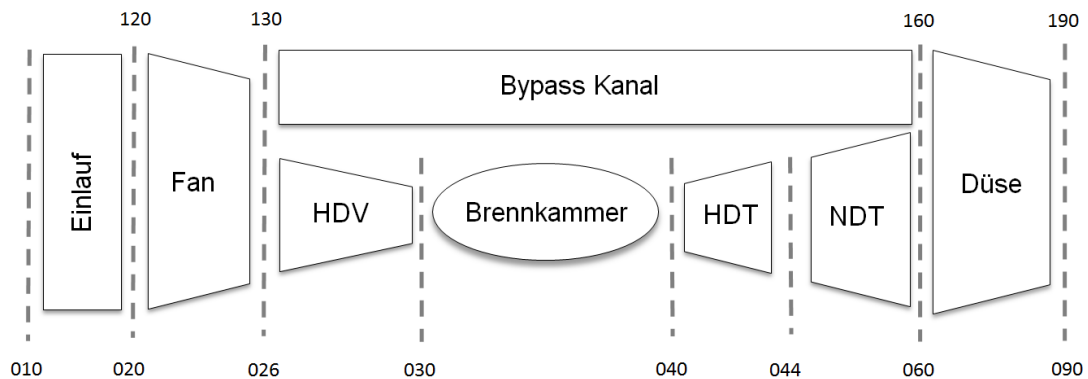 120 130 160 190
Bypass Kanal
Einlauf
Fan
HDV
Brennkammer
HDT
NDT
Düse
010 020 026 030 040 044 060 090